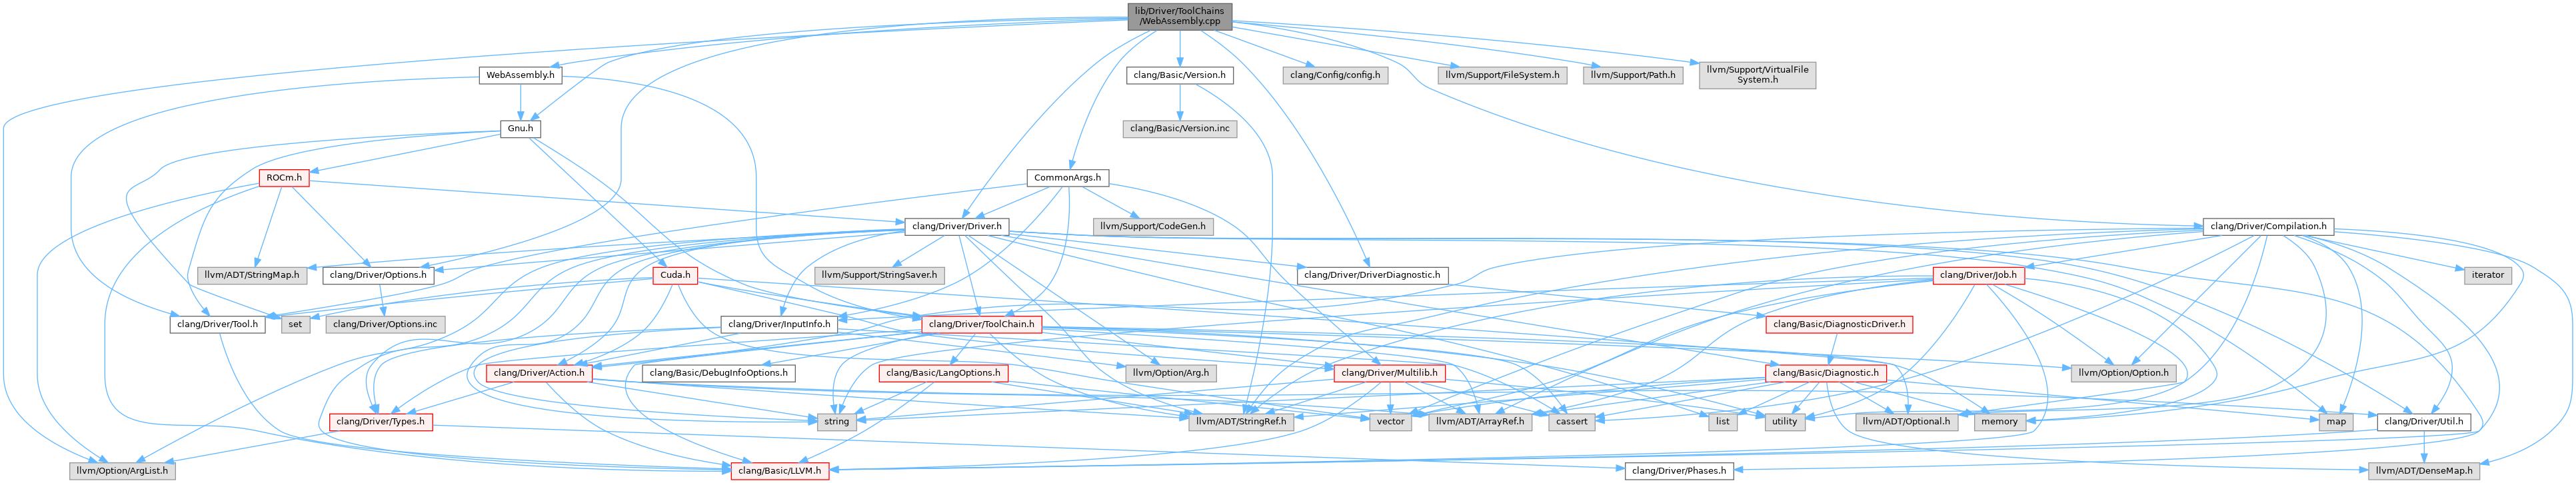 lib/Driver/ToolChains
/WebAssembly.cpp
WebAssembly.h
clang/Basic/Version.h
clang/Config/config.h
llvm/Support/FileSystem.h
llvm/Support/Path.h
llvm/Support/VirtualFile
System.h
Gnu.h
clang/Basic/Version.inc
ROCm.h
CommonArgs.h
clang/Driver/Driver.h
llvm/Support/CodeGen.h
clang/Driver/Compilation.h
llvm/ADT/StringMap.h
clang/Driver/Options.h
Cuda.h
llvm/Support/StringSaver.h
clang/Driver/DriverDiagnostic.h
clang/Driver/Job.h
iterator
clang/Driver/Tool.h
set
clang/Driver/Options.inc
clang/Driver/InputInfo.h
clang/Driver/ToolChain.h
clang/Basic/DiagnosticDriver.h
clang/Driver/Action.h
clang/Basic/DebugInfoOptions.h
clang/Basic/LangOptions.h
llvm/Option/Arg.h
clang/Driver/Multilib.h
clang/Basic/Diagnostic.h
llvm/Option/Option.h
clang/Driver/Types.h
string
llvm/ADT/StringRef.h
vector
llvm/ADT/ArrayRef.h
cassert
list
utility
llvm/ADT/Optional.h
memory
map
clang/Driver/Util.h
llvm/Option/ArgList.h
clang/Basic/LLVM.h
clang/Driver/Phases.h
llvm/ADT/DenseMap.h